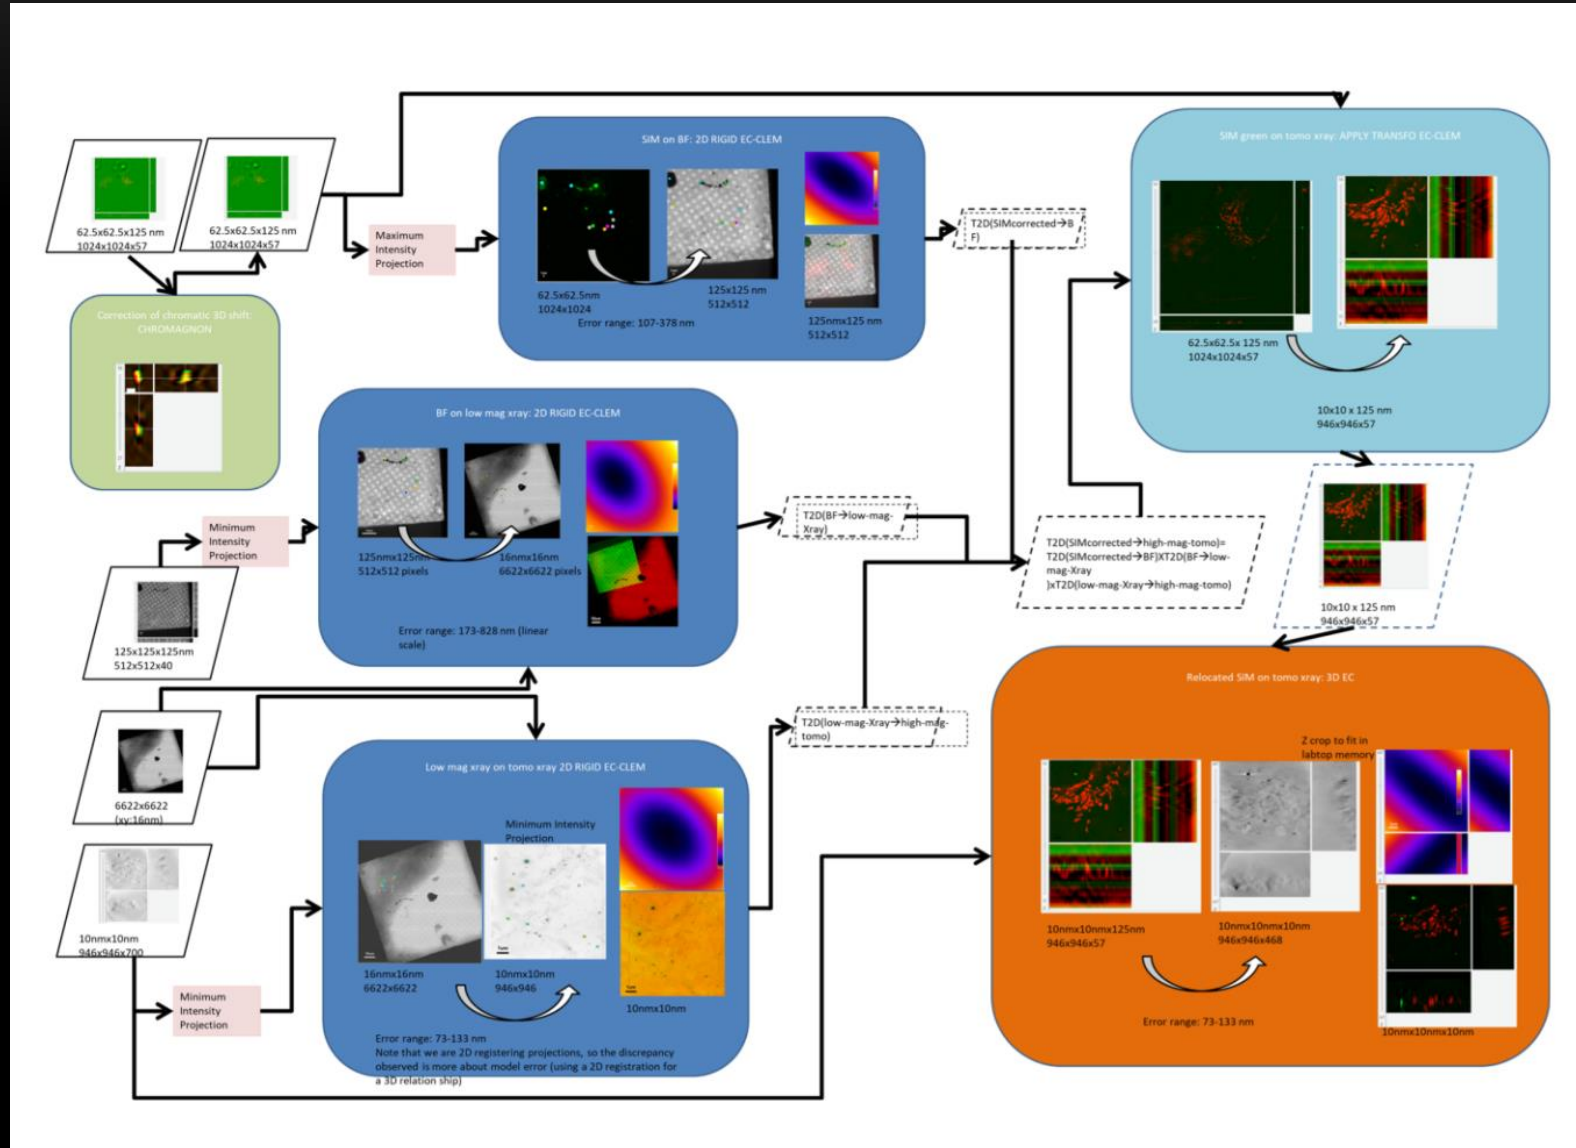 62.5x62.5x125 nm
1024x1024x57
62.5x62.5x125 nm
1024x1024x57
Correction of chromatic 3D shift:
CHROMAGNON
Maximum
Intensity
Projection
SIM on BF: 2D RIGID EC-CLEM
62.5x62.5nm
1024x1024
125x125 nm
512x512
Error range: 107-378 nm
125nmx125 nm
512x512
T2D(SIMcorrected→B
F)
SIM green on tomo xray: APPLY TRANSFO EC-CLEM
62.5x62.5x 125 nm
1024x1024x57
10x10 x 125 nm
946x946x57
Minimum
Intensity
Projection
125x125x125nm
512x512x40
BF on low mag xray: 2D RIGID EC-CLEM
125nmx125nm
512x512 pixels
16nmx16nm
6622x6622 pixels
Error range: 173-828 nm (linear
scale)
T2D(BF→low-mag-
Xray)
T2D(SIMcorrected→high-mag-tomo)=
T2D(SIMcorrected→BF)XT2D(BF→low-
mag-Xray
)xT2D(low-mag-Xray→high-mag-tomo)
10x10 x 125 nm
946x946x57
6622x6622
(xy:16nm)
10nmx10nm
946x946x700
Minimum
Intensity
Projection
Low mag xray on tomo xray 2D RIGID EC-CLEM
Minimum Intensity
Projection
16nmx16nm
6622x6622
10nmx10nm
946x946
10nmx10nm
Error range: 73-133 nm
Note that we are 2D registering projections, so the discrepancy
observed is more about model error (using a 2D registration for
a 3D relation ship)
T2D(low-mag-Xray→high-mag-
tomo)
Relocated SIM on tomo xray: 3D EC
Z crop to fit in
labtop memory
10nmx10nmx125nm
946x946x57
10nmx10nmx10nm
946x946x468
Error range: 73-133 nm
10nmx10nmx10nm